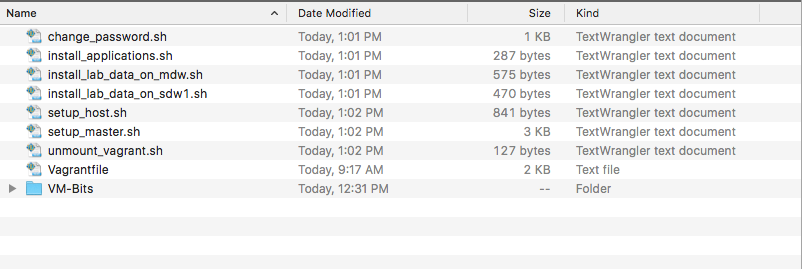 Name Date Modified Size Kind
change_password.sh Today, 1:01 PM 1 KB TextWrangler text document
install_applications.sh Today, 1:01 PM 287 bytes TextWrangler text document
install_lab_data_on_mdw.sh Today, 1:01 PM 575 bytes TextWrangler text document
install_lab_data_on_sdw1.sh Today, 1:01 PM 470 bytes TextWrangler text document
setup_host.sh Today, 1:02 PM 841 bytes TextWrangler text document
setup_master.sh Today, 1:02 PM 3 KB TextWrangler text document
unmount_vagrant.sh Today, 1:02 PM 127 bytes TextWrangler text document
Vagrantfile Today, 9:17 AM 2 KB Text file
VM-Bits Today, 12:31 PM -- Folder